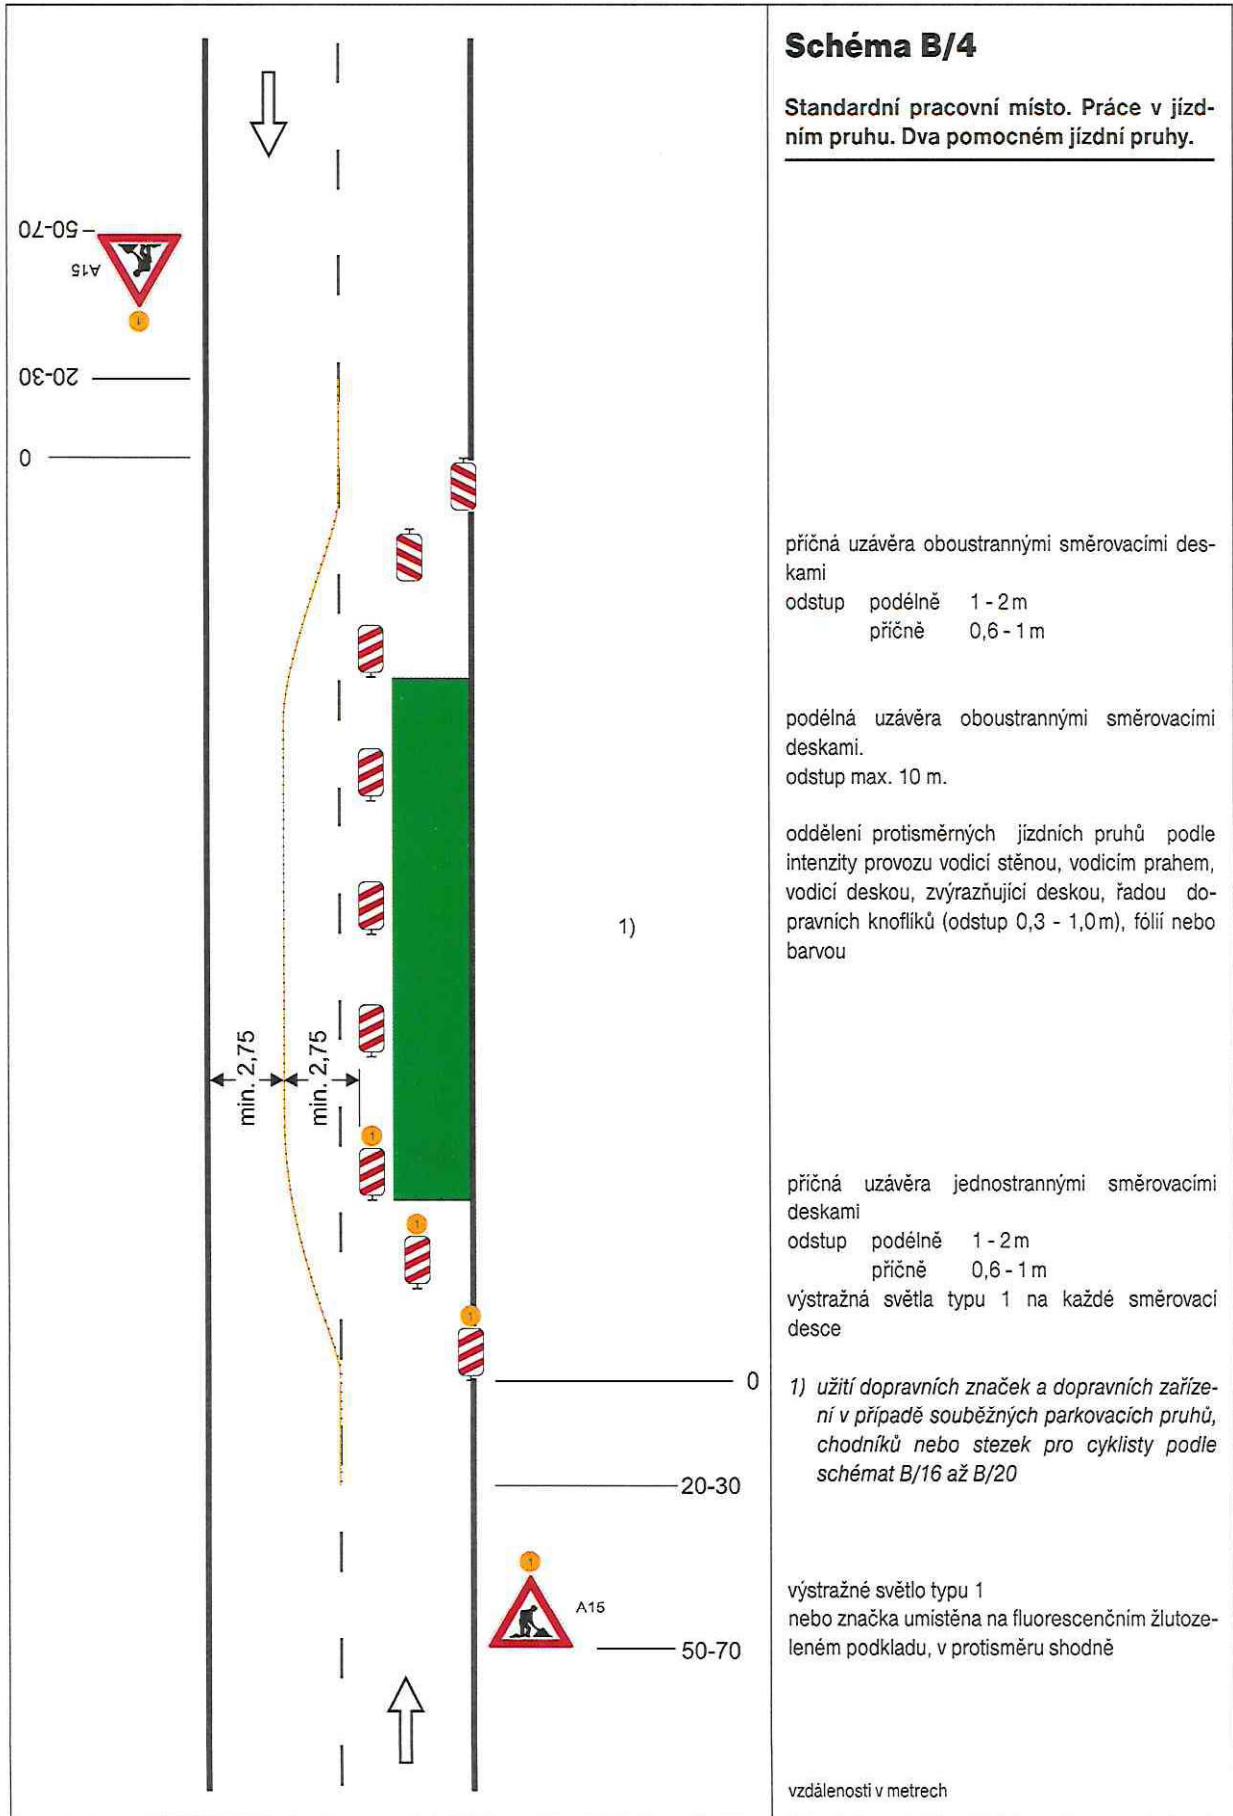 Schéma B/4
Standardní pracovní místo. Práce v jízd-
ním pruhu. Dva pomocném jízdní pruhy.
50-70
A15
1
20-30
0
příčná uzávěra oboustrannými směrovacími des-
kami
odstup podélně 1 - 2 m
příčně 0,6 - 1 m
podélná uzávěra oboustrannými směrovacími
deskami.
odstup max. 10 m.
oddělení protisměrných jízdních pruhů podle
intenzity provozu vodicí stěnou, vodicím prahem,
vodicí deskou, zvýrazňující deskou, řadou do-
pravních knoflíků (odstup 0,3 - 1,0 m), fólií nebo
barvou
1)
min. 2,75
min. 2,75
1
1
1
příčná uzávěra jednostrannými směrovacími
deskami
odstup podélně 1 - 2 m
příčně 0,6 - 1 m
výstražná světla typu 1 na každé směrovací
desce
0
1) užití dopravních značek a dopravních zaříze-
ní v případě souběžných parkovacích pruhů,
chodníků nebo stezek pro cyklisty podle
schémat B/16 až B/20
20-30
1
A15
50-70
výstražné světlo typu 1
nebo značka umístěna na fluorescenčním žlutoze-
leném podkladu, v protisměru shodně
vzdálenosti v metrech